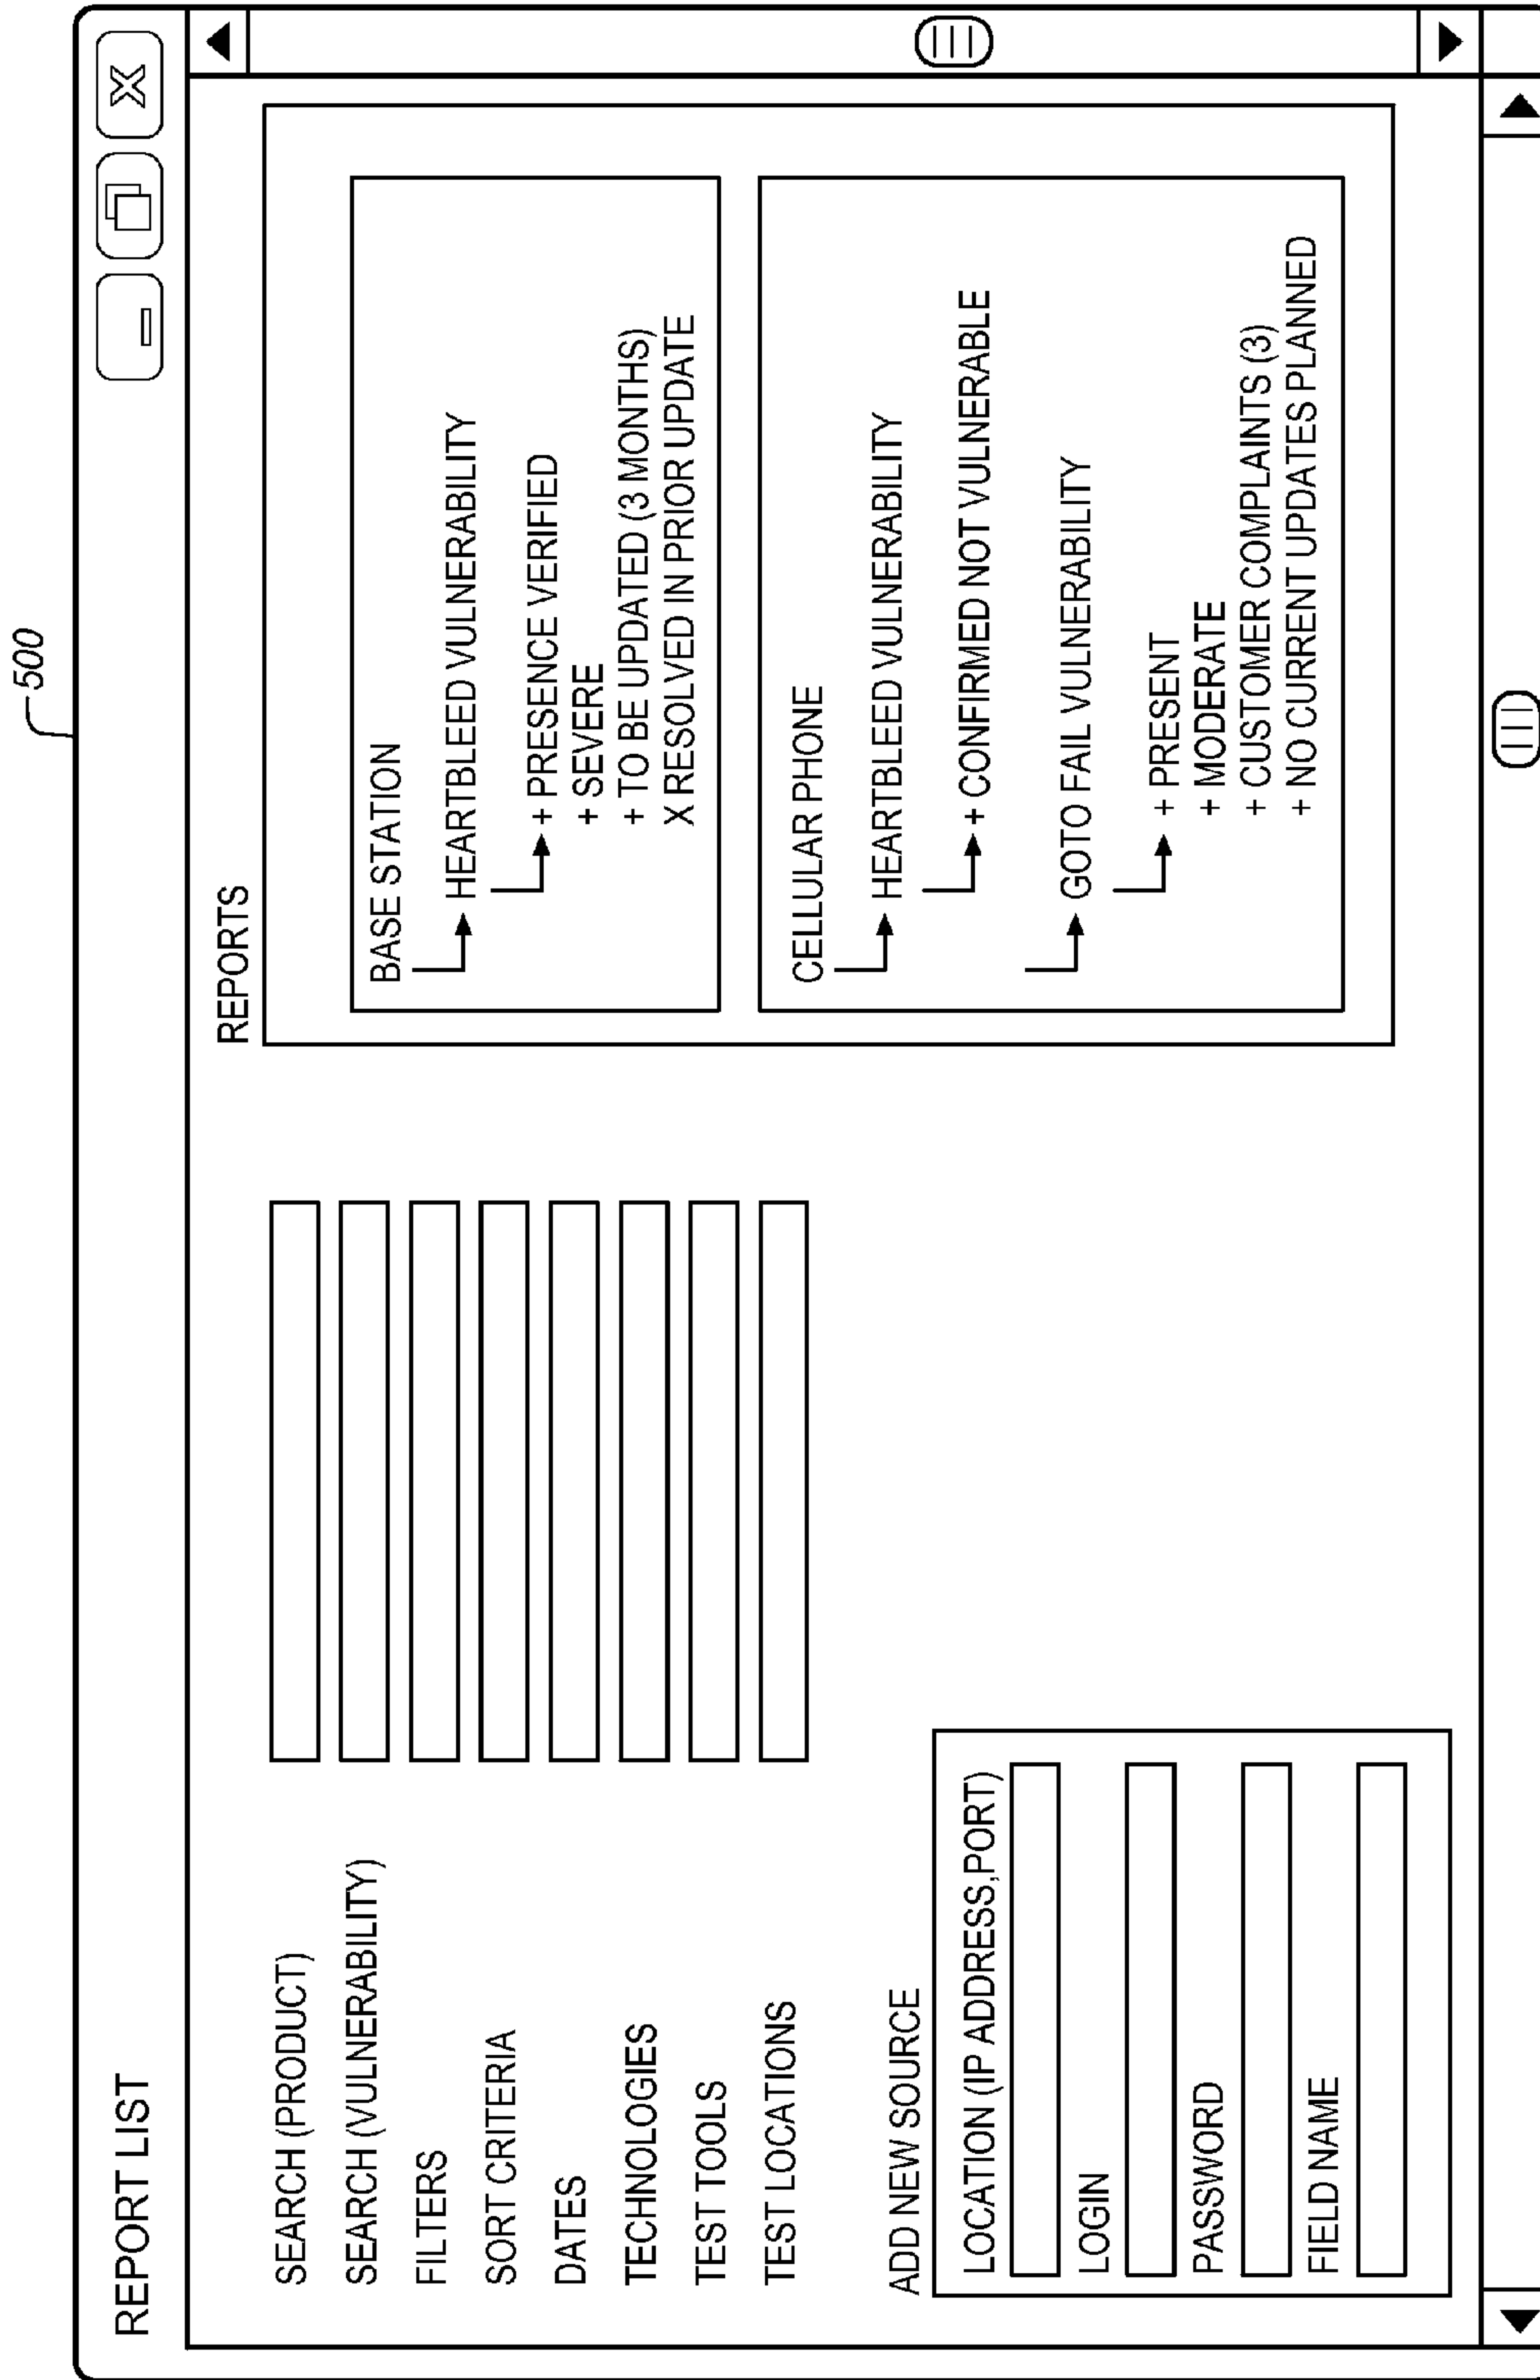 500
REPORT LIST
SEARCH (PRODUCT)
SEARCH (VULNERABILITY)
FILTERS
SORT CRITERIA
DATES
TECHNOLOGIES
TEST TOOLS
TEST LOCATIONS
ADD NEW SOURCE
LOCATION (IP ADDRESS,PORT)
LOGIN
PASSWORD
FIELD NAME
REPORTS
BASE STATION
HEARTBLEED VULNERABILITY
+ PRESENCE VERIFIED
+ SEVERE
+ TO BE UPDATED (3 MONTHS)
X RESOLVED IN PRIOR UPDATE
CELLULAR PHONE
HEARTBLEED VULNERABILITY
+ CONFIRMED NOT VULNERABLE
GOTO FAIL VULNERABILITY
+ PRESENT
+ MODERATE
+ CUSTOMER COMPLAINTS (3)
+ NO CURRENT UPDATES PLANNED